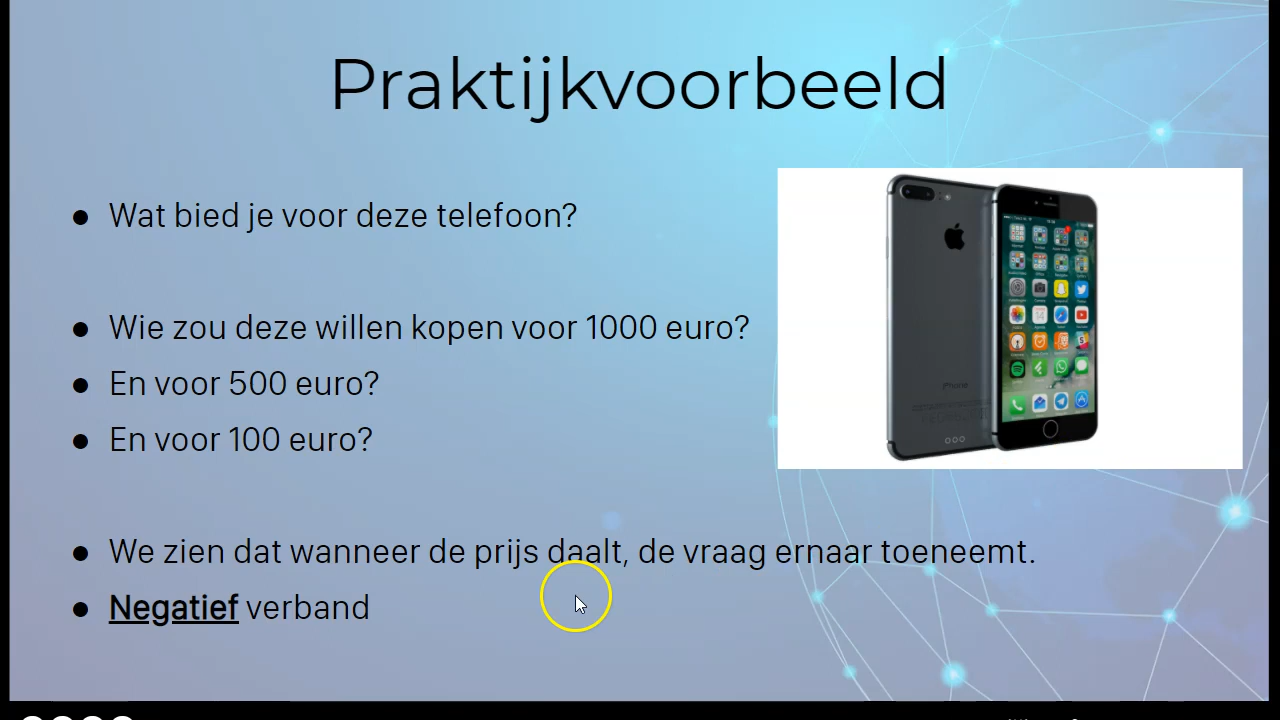 Praktijkvoorbeeld
● Wat bied je voor deze telefoon?
● Wie zou deze willen kopen voor 1000 euro?
● En voor 500 euro?
● En voor 100 euro?
● We zien dat wanneer de prijs daalt, de vraag ernaar toeneemt.
● Negatief verband
iPhone